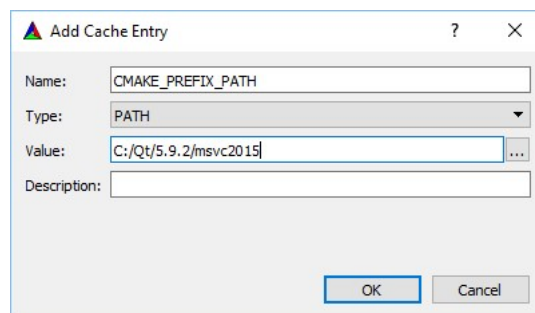 Add Cache Entry ? X
Name: CMAKE_PREFIX_PATH
Type: PATH
Value: C:/Qt/5.9.2/msvc2015 ...
Description:
OK Cancel